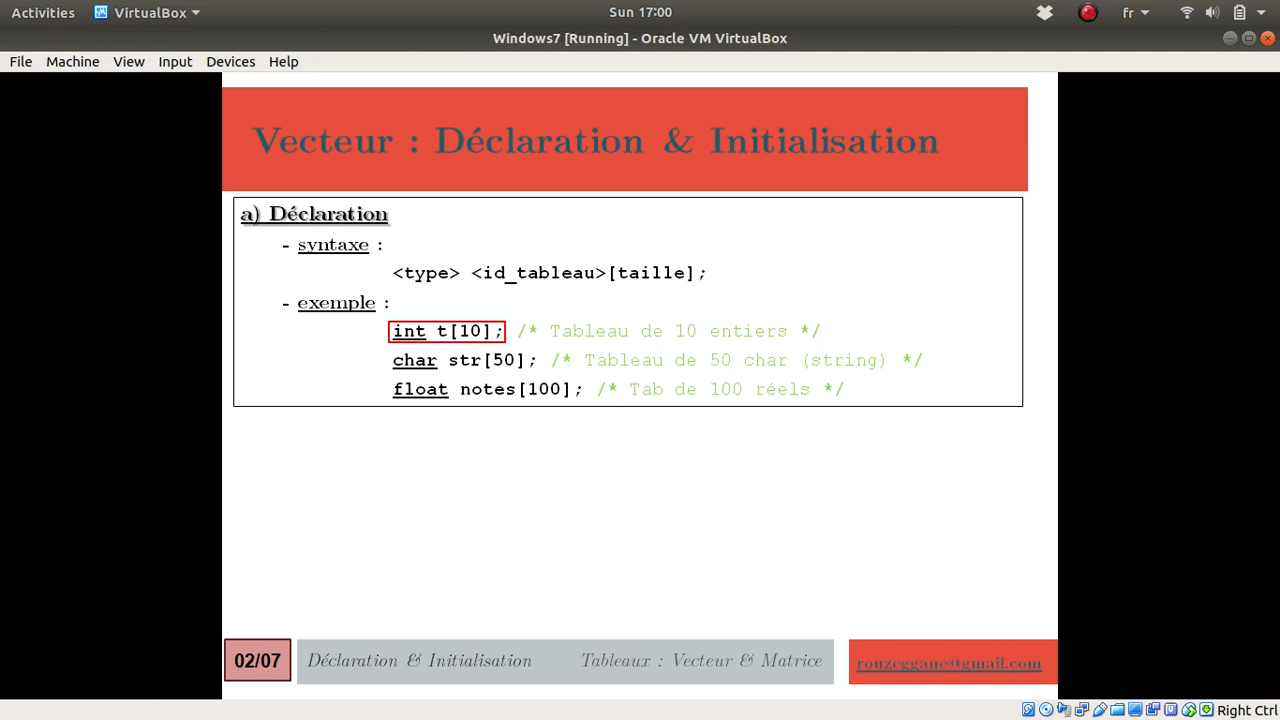 Activities VirtualBox Sun 17:00 fr
Windows7 [Running] - Oracle VM VirtualBox
File Machine View Input Devices Help
Vecteur : Déclaration & Initialisation
a) Déclaration
- syntaxe :
<type> <id_tableau>[taille];
- exemple :
int t[10]; /* Tableau de 10 entiers */
char str[50]; /* Tableau de 50 char (string) */
float notes[100]; /* Tab de 100 réels */
02/07 Déclaration & Initialisation Tableaux : Vecteur & Matrice rouzeggane@gmail.com
Right Ctrl